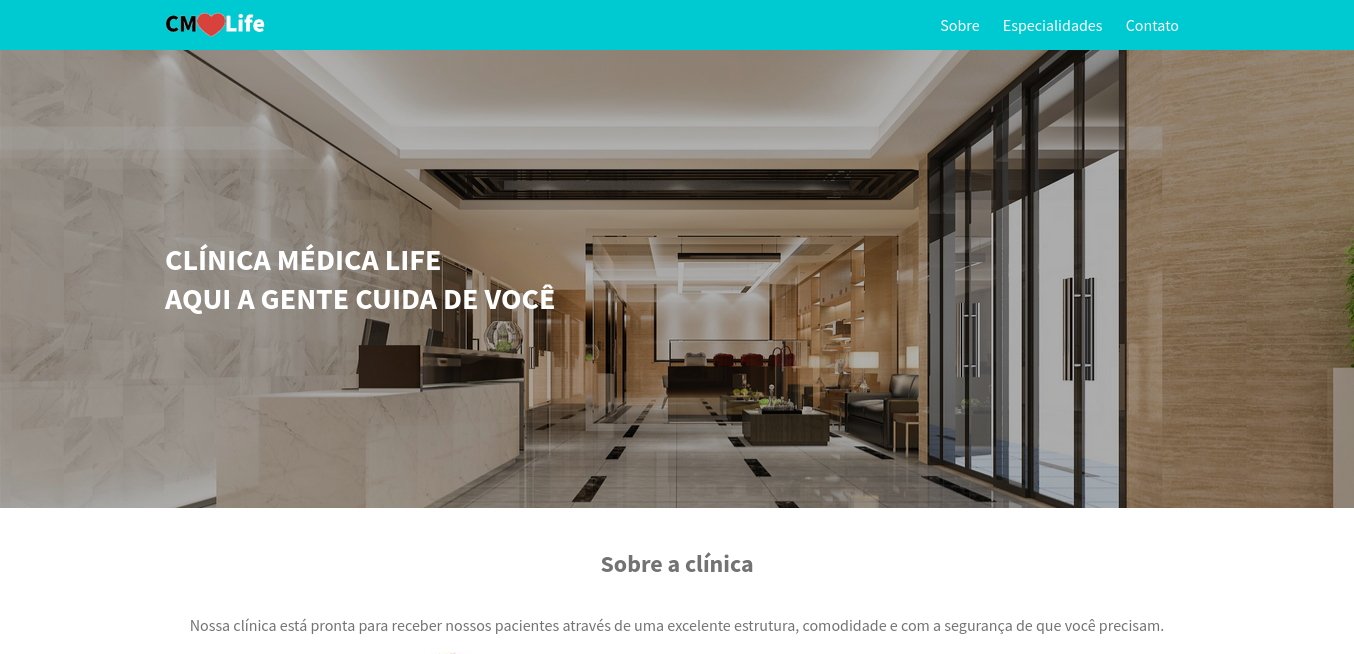 CM Life
Sobre Especialidades Contato
CLÍNICA MÉDICA LIFE
AQUI A GENTE CUIDA DE VOCÊ
Sobre a clínica
Nossa clínica está pronta para receber nossos pacientes através de uma excelente estrutura, comodidade e com a segurança de que você precisam.